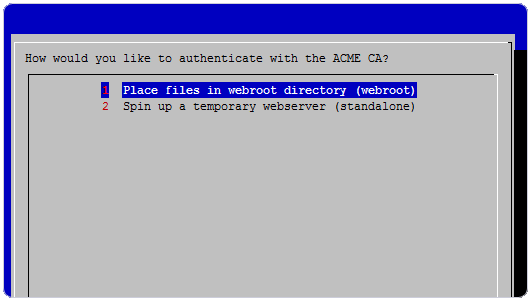 How would you like to authenticate with the ACME CA?
1 Place files in webroot directory (webroot)
2 Spin up a temporary webserver (standalone)